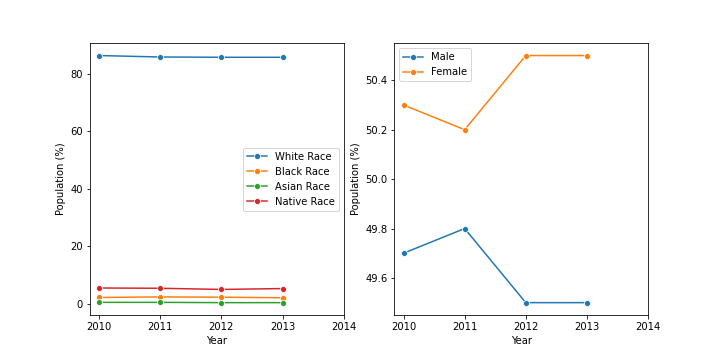 80
60
40
20
0
Population (%)
2010 2011 2012 2013 2014
Year
White Race
Black Race
Asian Race
Native Race
50.4
50.2
50.0
49.8
49.6
Population (%)
2010 2011 2012 2013 2014
Year
Male
Female